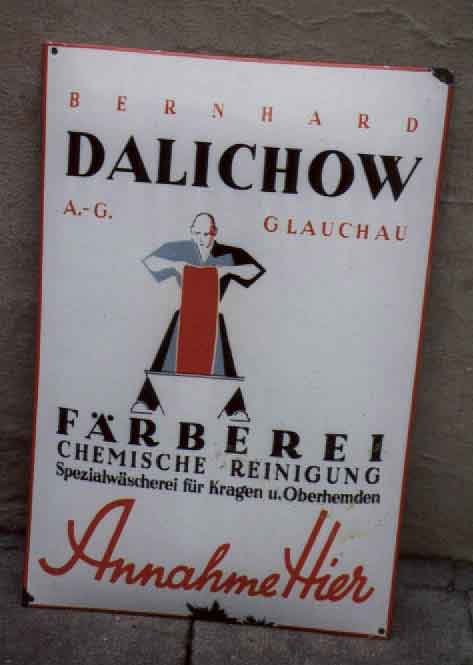 BERNHARD
DALICHOW
A.-G. GLAUCHAU
FÄRBEREI
CHEMISCHE REINIGUNG
Spezialwäscherei für Kragen u. Oberhemden
Annahme Hier